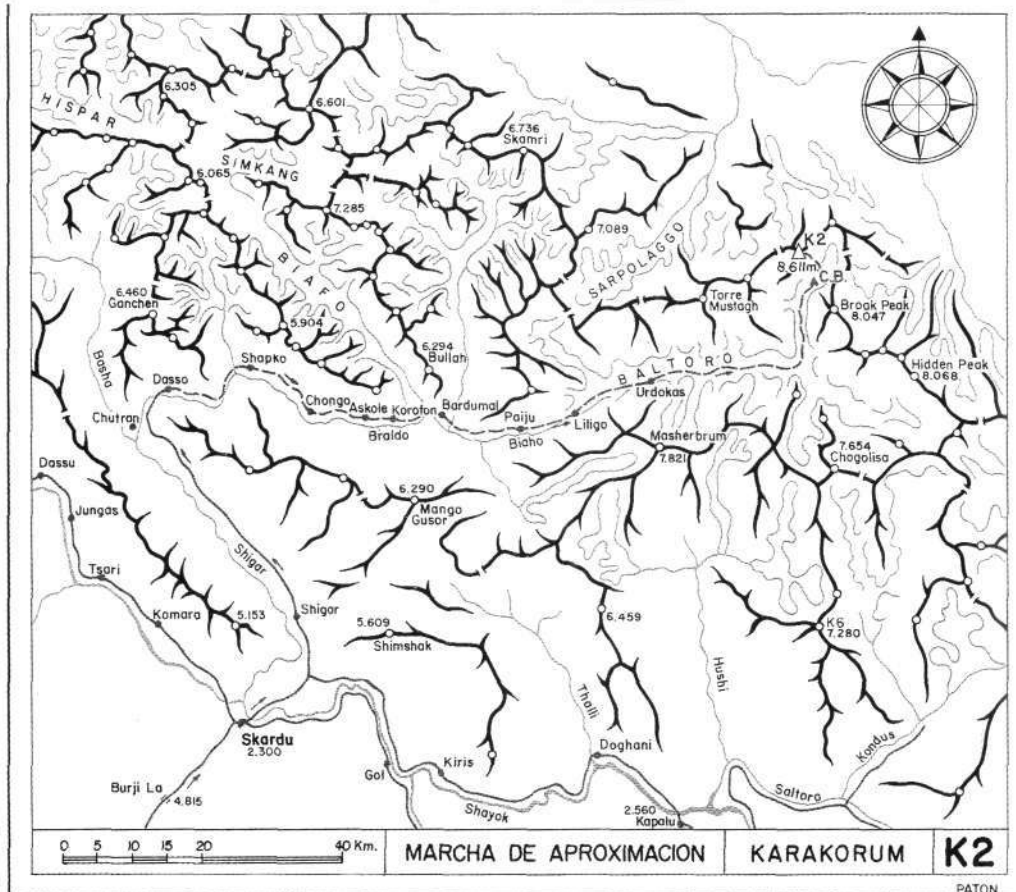 6.305
HISPAR
6.601
6.736
Skamri
SIMKANG
6.065
7.285
7.089
SARPOLAGGO
K2
8.611m.
C.B.
BIAFO
6.460
Ganchen
5.904
Torre
Mustagh
Broak Peak
8.047
6.294
Bullah
Basha
Shapko
BALTORO
Hidden Peak
8.068
Dasso
Urdokas
Chongo
Askole
Korofon
Bardumal
Paiju
Liligo
Chutran
Braldo
Biaho
Masherbrum
7.821
7.654
Chogolisa
Dassu
6.290
Mango
Gusor
Jungas
Shigar
Tsari
Komara
5.153
Shigor
5.609
Shimshak
6.459
K6
7.280
Hushi
Thalli
Skardu
2.300
Doghani
Kondus
Gol
Kiris
Burji La
4.815
Shayok
2.560
Kapalu
Saltoro
0 5 10 15 20 40 Km.
MARCHA DE APROXIMACION
KARAKORUM
K2
PATON